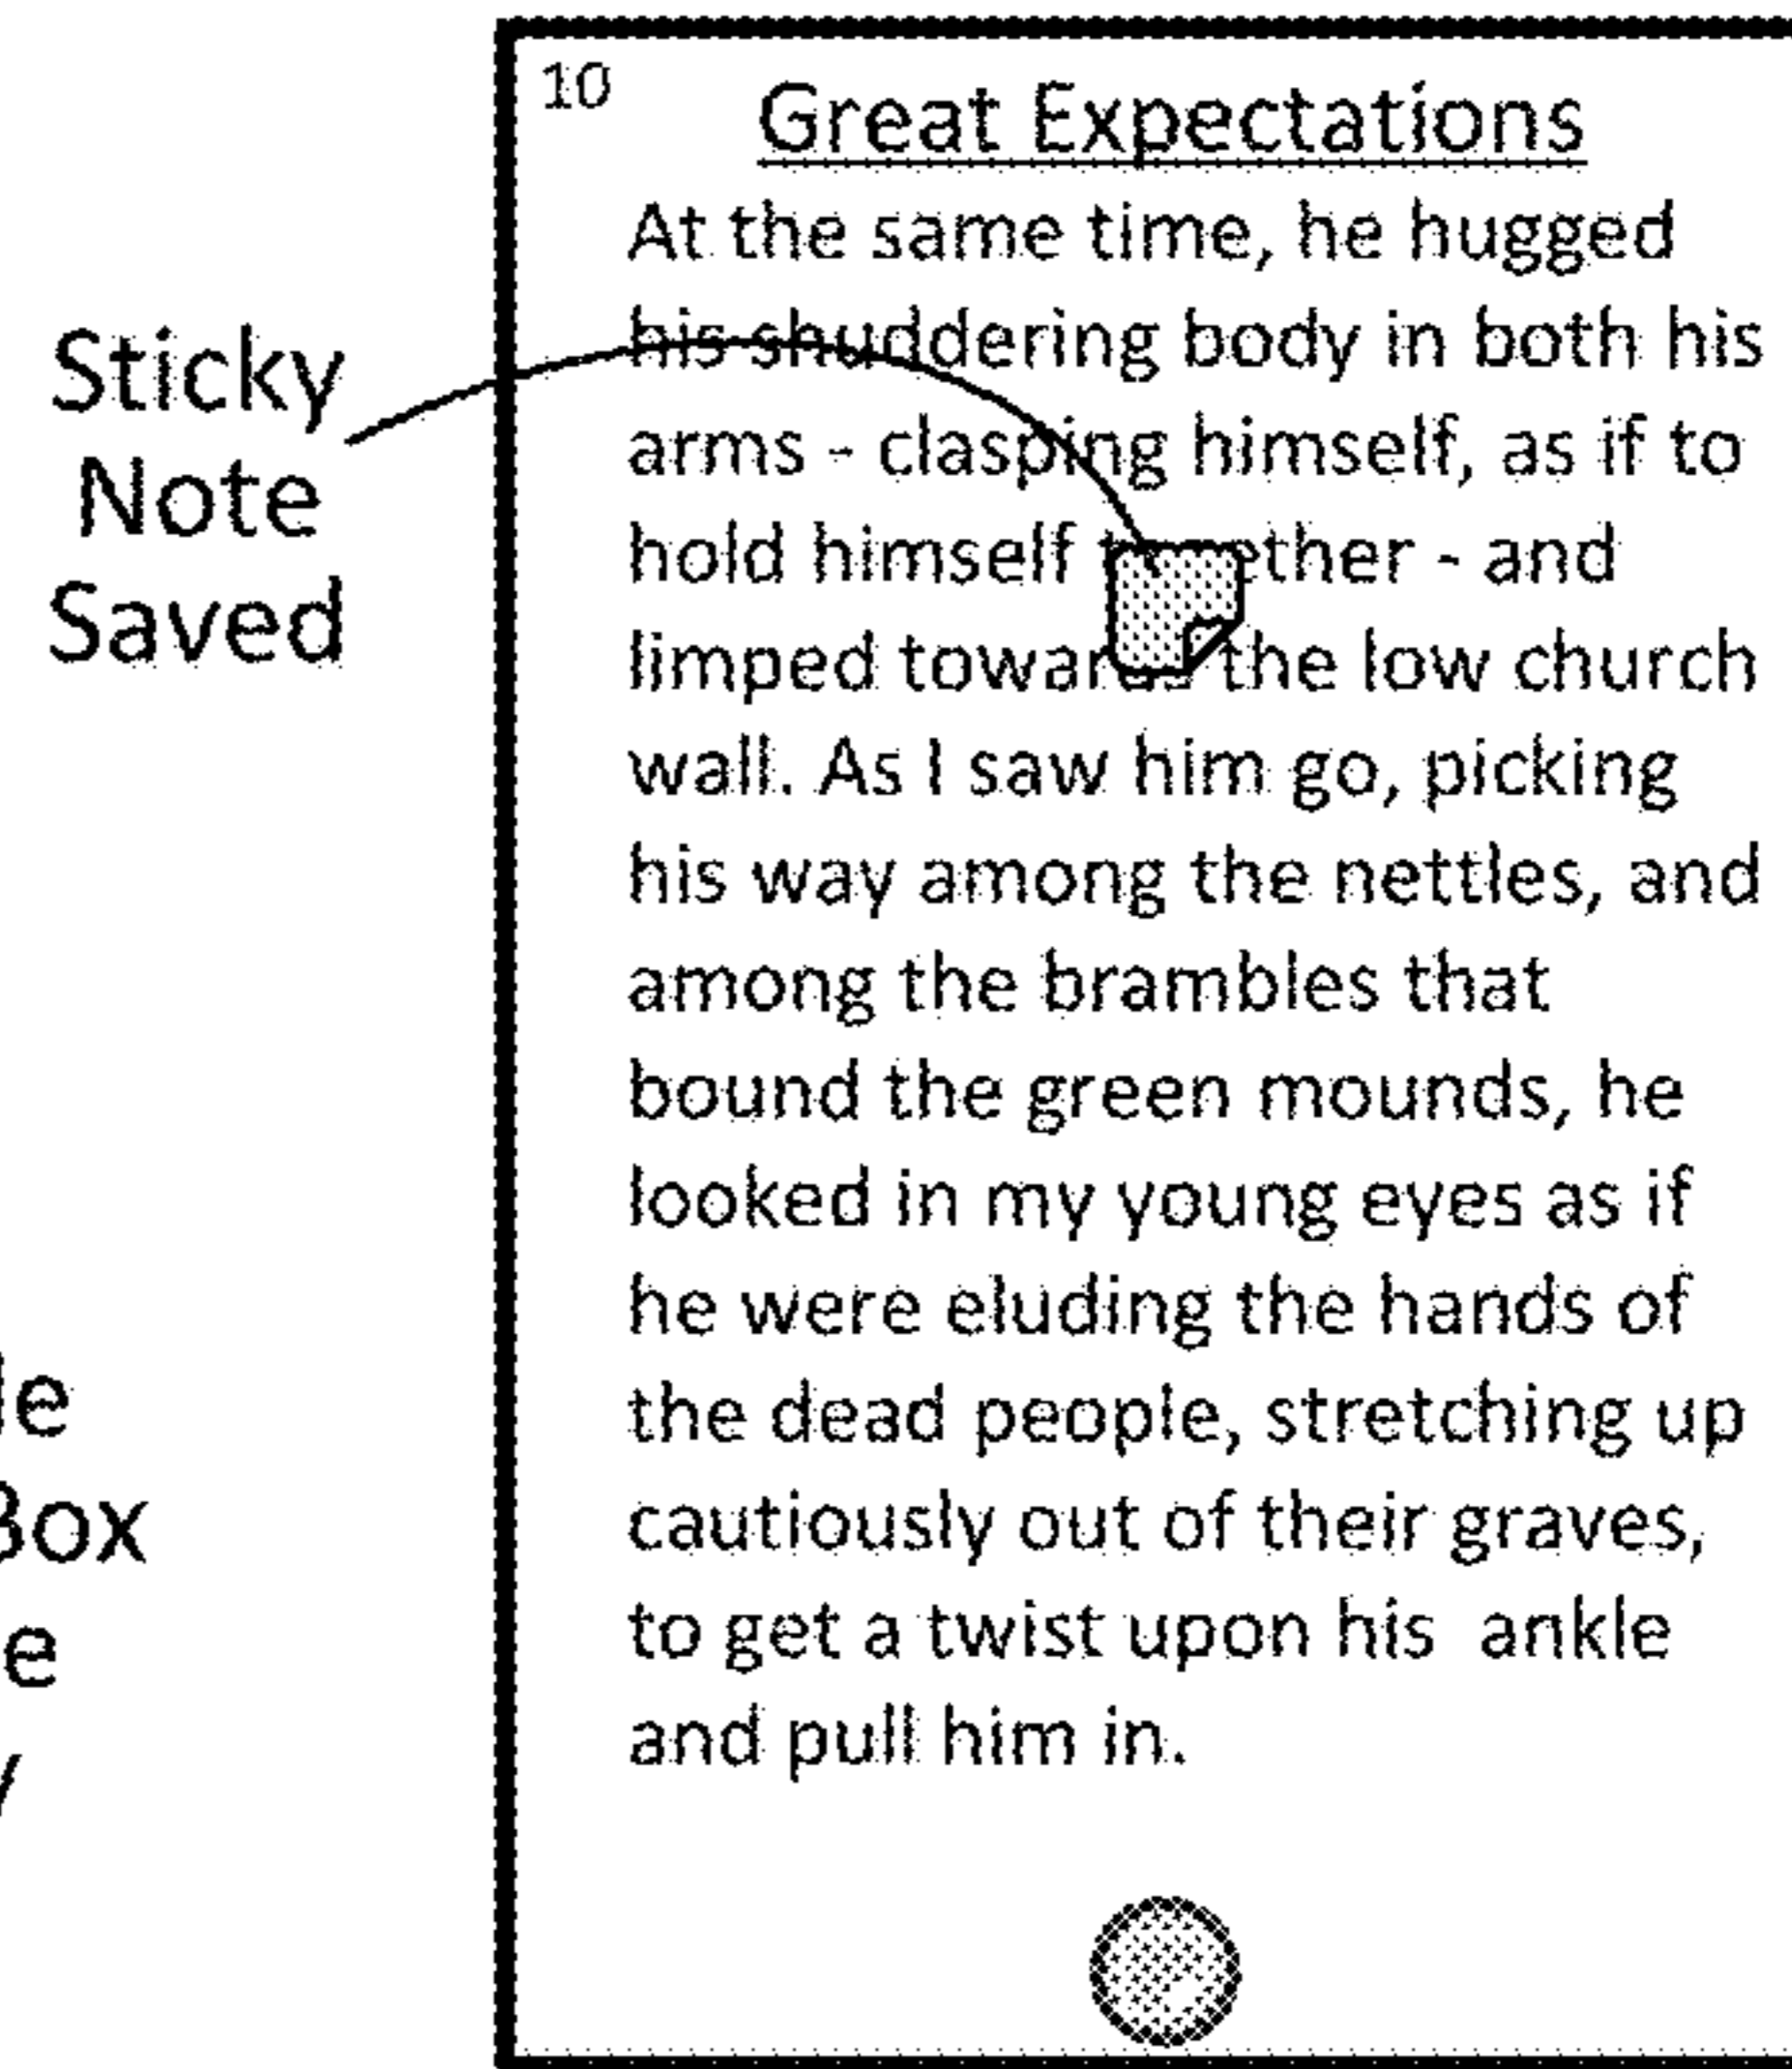 10
Great Expectations
At the same time, he hugged
his shuddering body in both his
arms - clasping himself, as if to
hold himself together - and
limped towards the low church
wall. As I saw him go, picking
his way among the nettles, and
among the brambles that
bound the green mounds, he
looked in my young eyes as if
he were eluding the hands of
the dead people, stretching up
cautiously out of their graves,
to get a twist upon his ankle
and pull him in.
Sticky
Note
Saved
Box